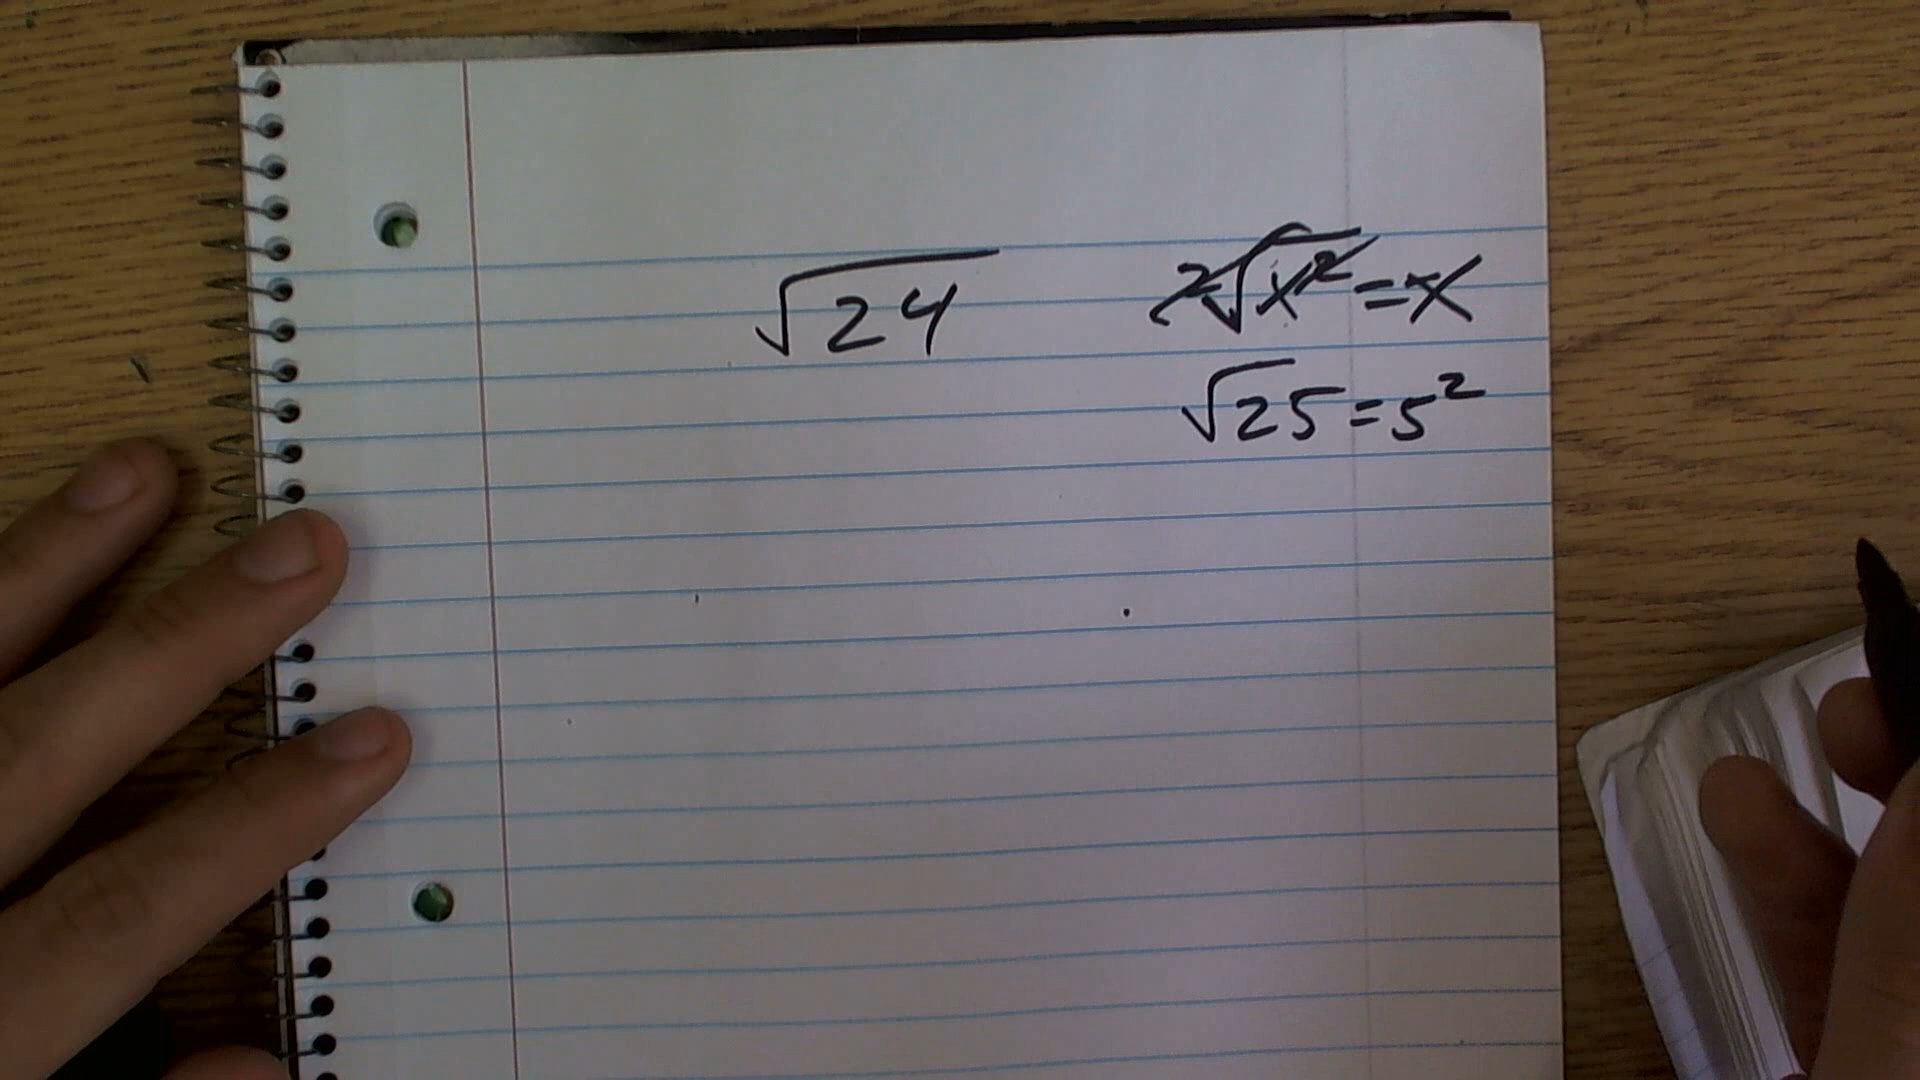 √24
²√x² = x
√25 = 5²